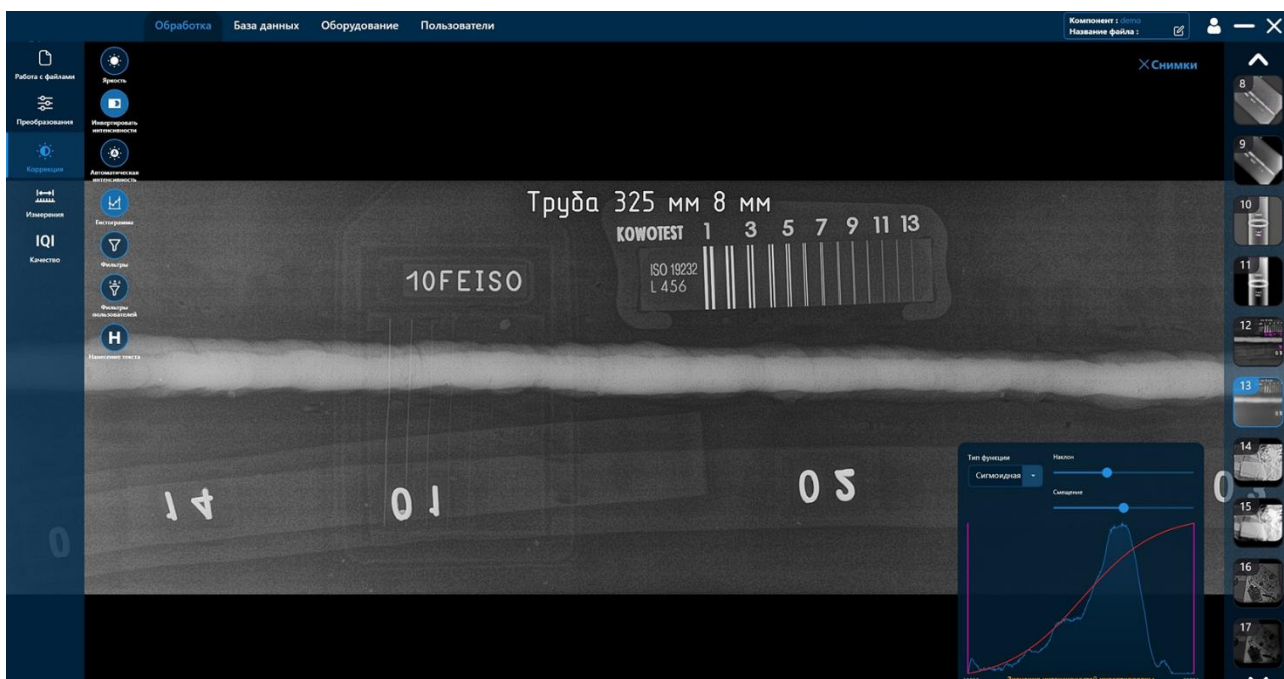 Обработка База данных Оборудование Пользователи
Компонент : demo
Название файла :
Работа с файлами
Преобразования
Коррекция
Измерения
IQI
Качество
Яркость
Инвертировать
интенсивности
Автоматическая
интенсивность
Гистограмма
Фильтры
Фильтры
пользователей
H
Нанесение текста
Снимки
Труба 325 мм 8 мм
KOWOTEST 1 3 5 7 9 11 13
ISO 19232
L 456
10FEISO
14
01
02
0
0
Тип функции
Сигмоидная
Наклон
Смещение
8
9
10
11
12
13
14
15
16
17